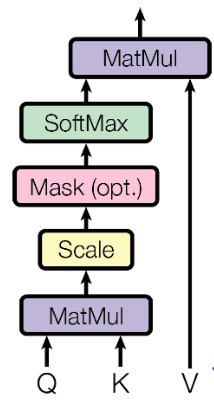 MatMul
SoftMax
Mask (opt.)
Scale
MatMul
Q K V